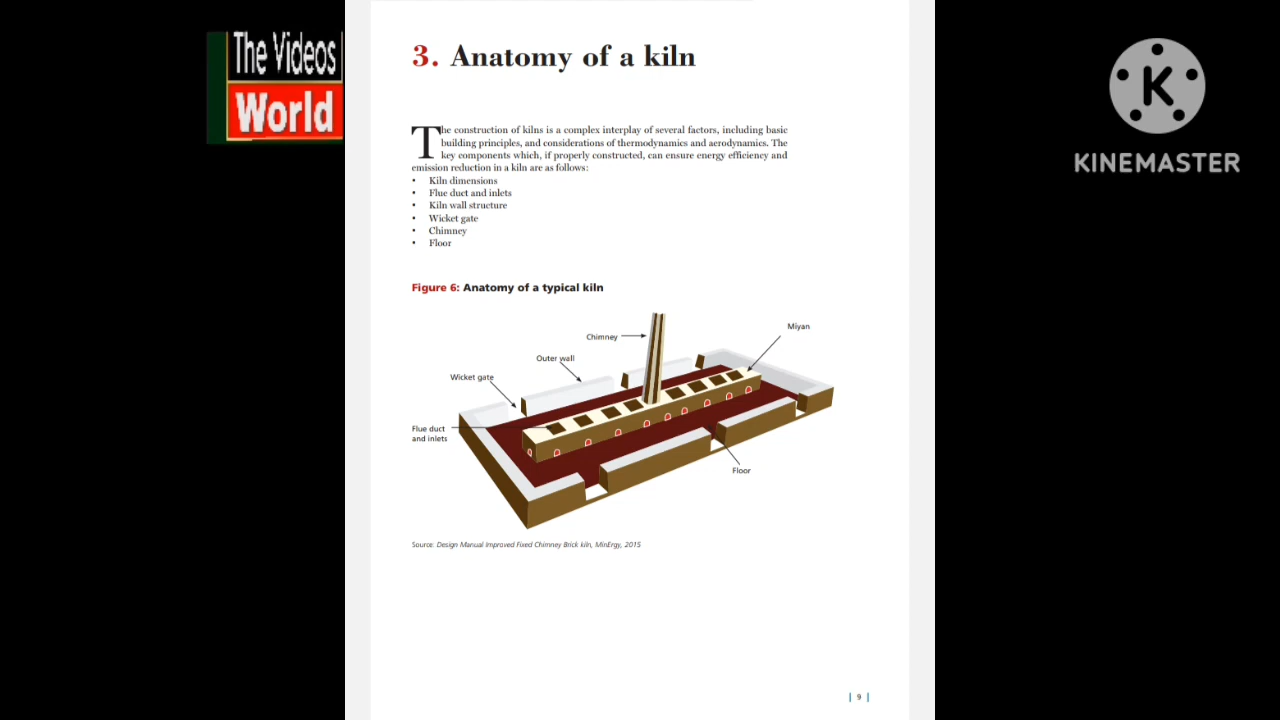 The Videos
World
KINEMASTER
3. Anatomy of a kiln
The construction of kilns is a complex interplay of several factors, including basic
building principles, and considerations of thermodynamics and aerodynamics. The
key components which, if properly constructed, can ensure energy efficiency and
emission reduction in a kiln are as follows:
• Kiln dimensions
• Flue duct and inlets
• Kiln wall structure
• Wicket gate
• Chimney
• Floor
Figure 6: Anatomy of a typical kiln
Miyan
Chimney
Outer wall
Wicket gate
Flue duct
and inlets
Floor
Source: Design Manual Improved Fixed Chimney Brick kiln, MinErgy, 2015
| 9 |